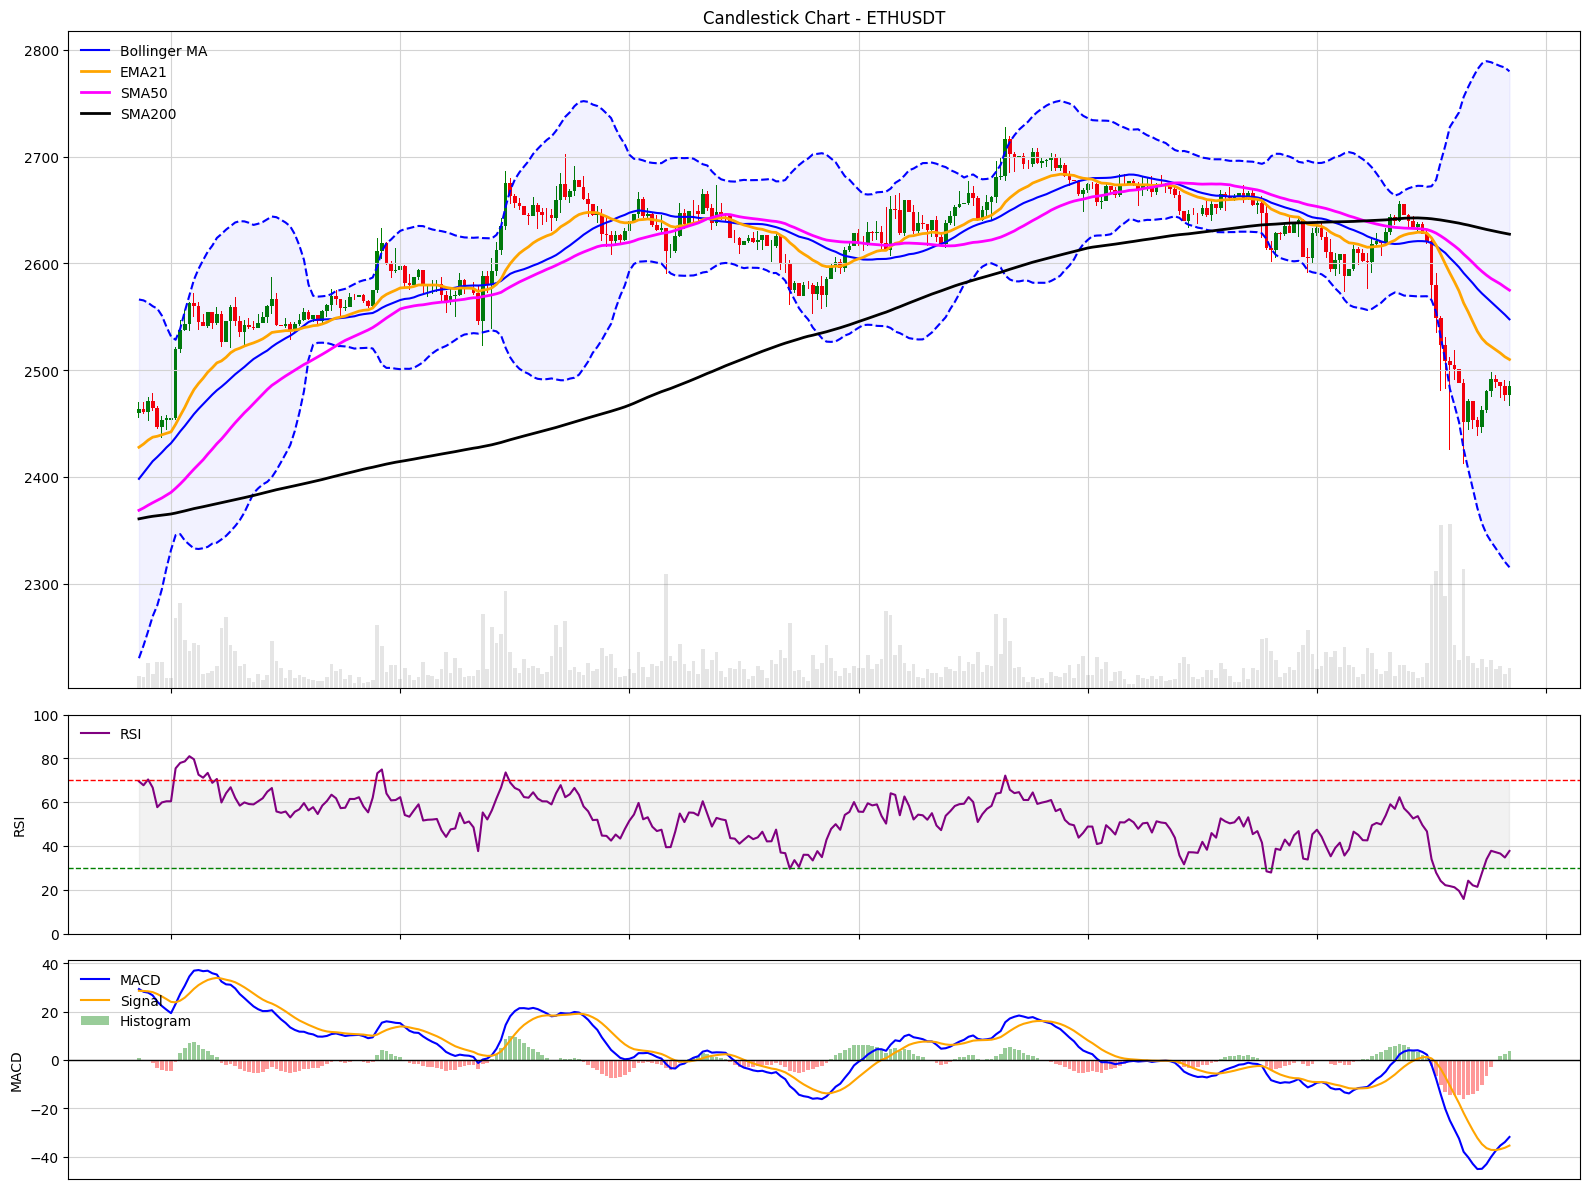 Candlestick Chart - ETHUSDT
Bollinger MA
EMA21
SMA50
SMA200
2800
2700
2600
2500
2400
2300
RSI
RSI
100
80
60
40
20
0
MACD
Signal
Histogram
MACD
40
20
0
−20
−40